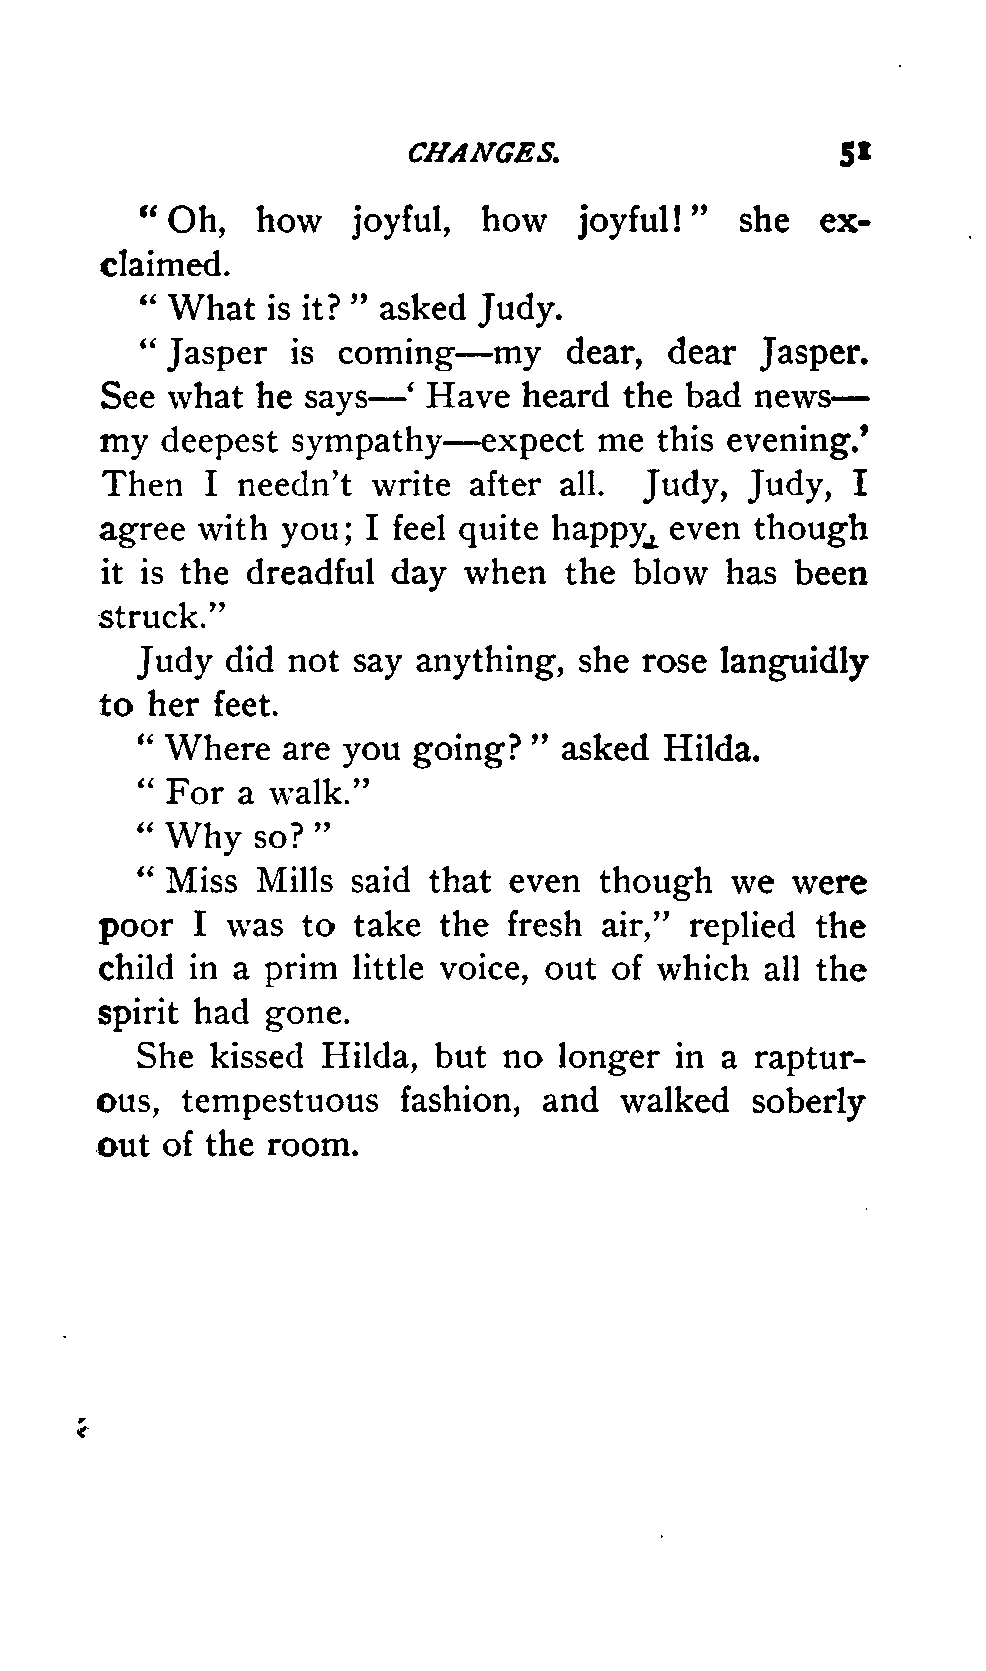 CHANGES. 51
" Oh, how joyful, how joyful! " she ex-
claimed.
" What is it? " asked Judy.
" Jasper is coming—my dear, dear Jasper.
See what he says—' Have heard the bad news—
my deepest sympathy—expect me this evening.'
Then I needn't write after all. Judy, Judy, I
agree with you; I feel quite happy, even though
it is the dreadful day when the blow has been
struck."
Judy did not say anything, she rose languidly
to her feet.
" Where are you going? " asked Hilda.
" For a walk."
" Why so? "
" Miss Mills said that even though we were
poor I was to take the fresh air," replied the
child in a prim little voice, out of which all the
spirit had gone.
She kissed Hilda, but no longer in a raptur-
ous, tempestuous fashion, and walked soberly
out of the room.